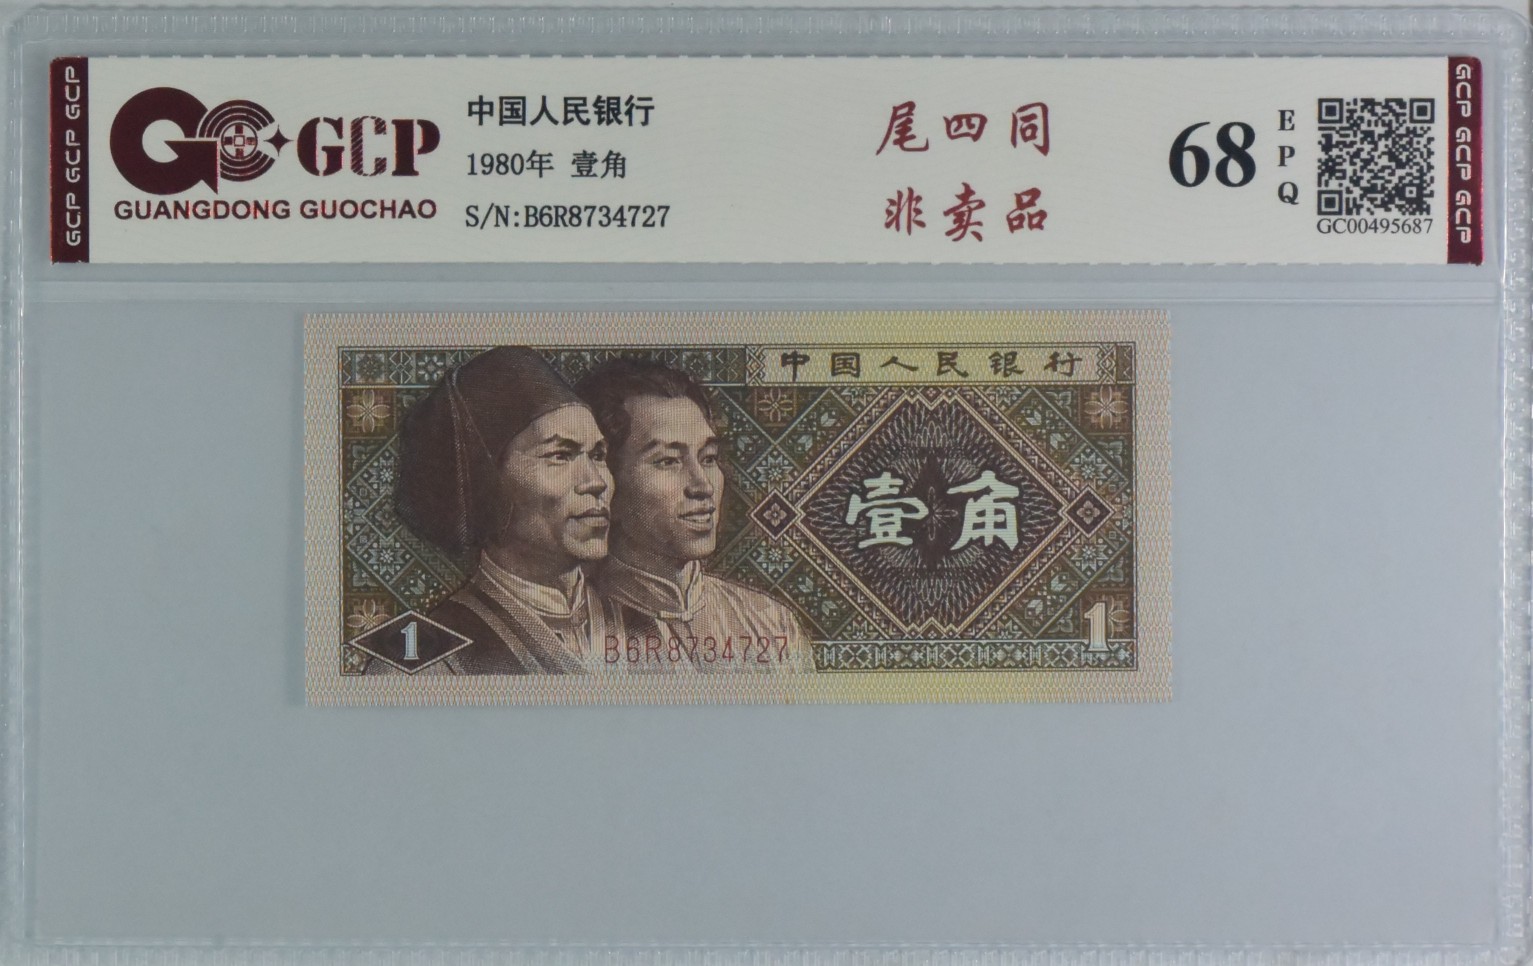 GCP GCP GCP
GCP
GUANGDONG GUOCHAO
中国人民银行
1980年 壹角
S/N:B6R8734727
尾四同
非卖品
68
EPQ
GC00495687
GCP GCP GCP
中国人民银行
壹角
1
B6R8734727
1